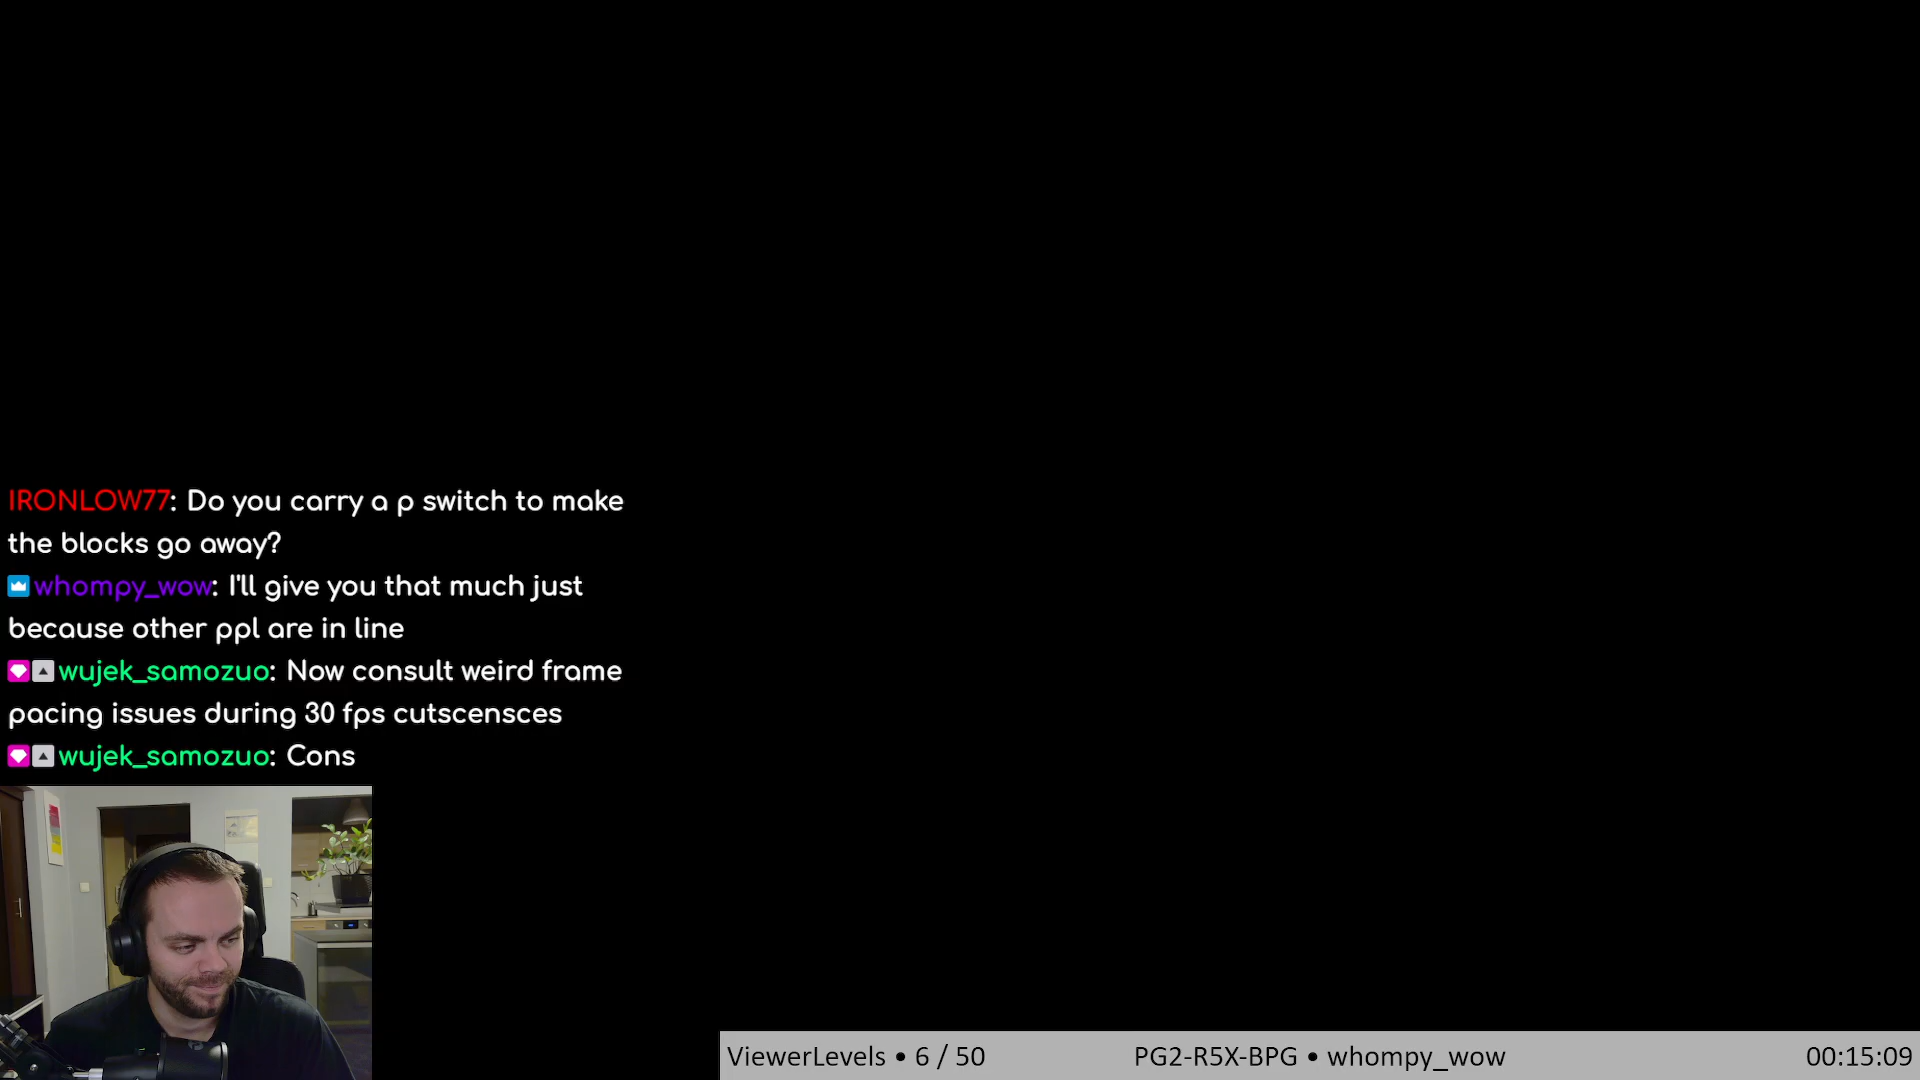 IRONLOW77: Do you carry a p switch to make
the blocks go away?
whompy_wow: I'll give you that much just
because other ppl are in line
wujek_samozuo: Now consult weird frame
pacing issues during 30 fps cutscensces
wujek_samozuo: Cons
ViewerLevels • 6 / 50 PG2-R5X-BPG • whompy_wow 00:15:09